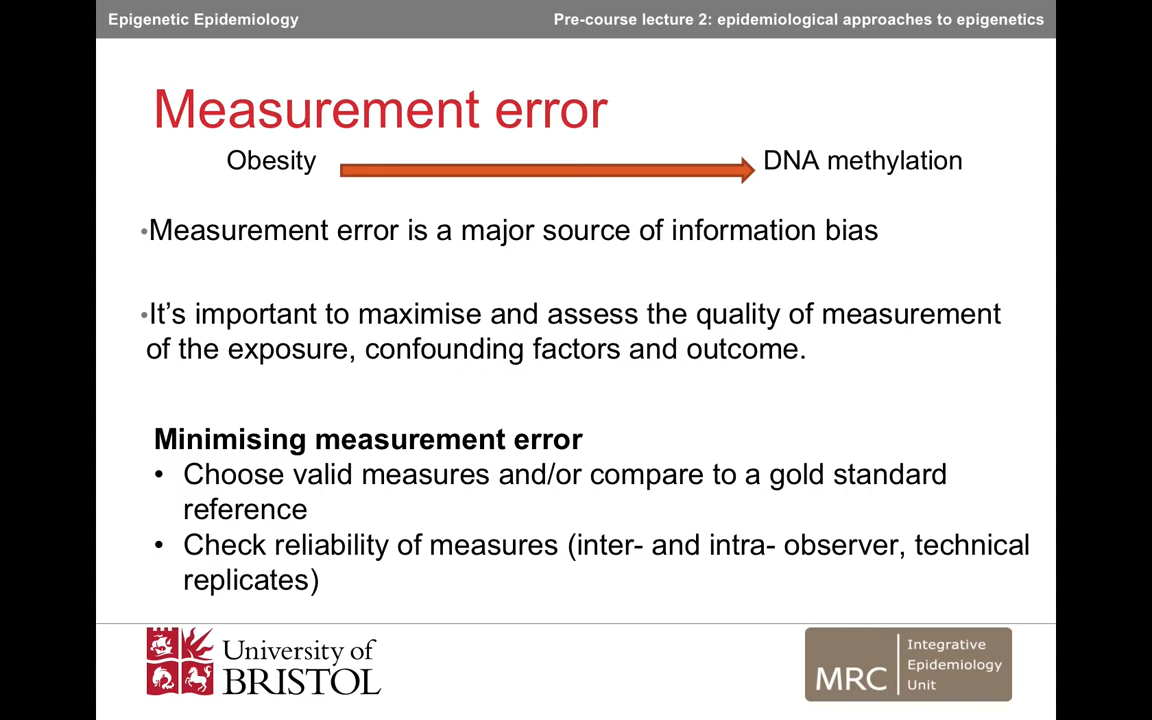 Epigenetic Epidemiology
Pre-course lecture 2: epidemiological approaches to epigenetics
Measurement error
Obesity
DNA methylation
•Measurement error is a major source of information bias
•It’s important to maximise and assess the quality of measurement
of the exposure, confounding factors and outcome.
Minimising measurement error
• Choose valid measures and/or compare to a gold standard
reference
• Check reliability of measures (inter- and intra- observer, technical
replicates)
University of
BRISTOL
MRC
Integrative
Epidemiology
Unit